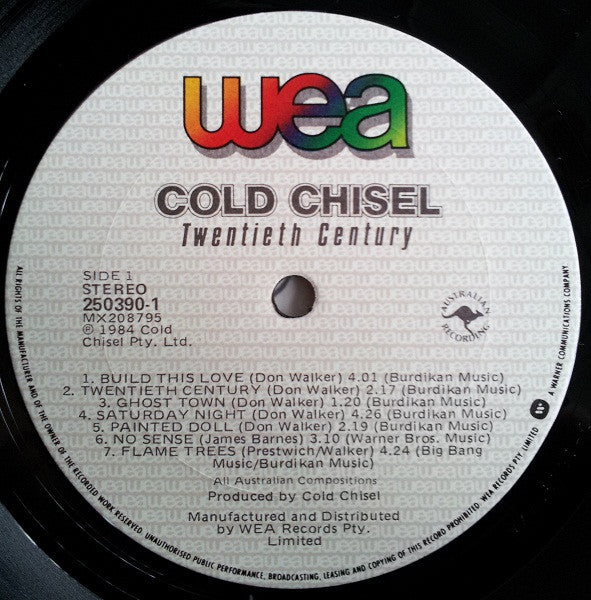 wea
COLD CHISEL
Twentieth Century
SIDE 1
STEREO
250390-1
MX208795
℗ 1984 Cold
Chisel Pty. Ltd.
AUSTRALIAN
RECORDING
1. BUILD THIS LOVE (Don Walker) 4.01 (Burdikan Music)
2. TWENTIETH CENTURY (Don Walker) 2.17 (Burdikan Music)
3. GHOST TOWN (Don Walker) 1.20 (Burdikan Music)
4. SATURDAY NIGHT (Don Walker) 4.26 (Burdikan Music)
5. PAINTED DOLL (Don Walker) 2.19 (Burdikan Music)
6. NO SENSE (James Barnes) 3.10 (Warner Bros. Music)
7. FLAME TREES (Prestwich/Walker) 4.24 (Big Bang
Music/Burdikan Music)
All Australian Compositions
Produced by Cold Chisel
Manufactured and Distributed
by WEA Records Pty.
Limited
ALL RIGHTS OF THE MANUFACTURER AND OF THE OWNER OF THE RECORDED WORK RESERVED. UNAUTHORISED PUBLIC PERFORMANCE, BROADCASTING, LEASING AND COPYING OF THIS RECORD PROHIBITED. WEA RECORDS PTY. LIMITED A WARNER COMMUNICATIONS COMPANY.